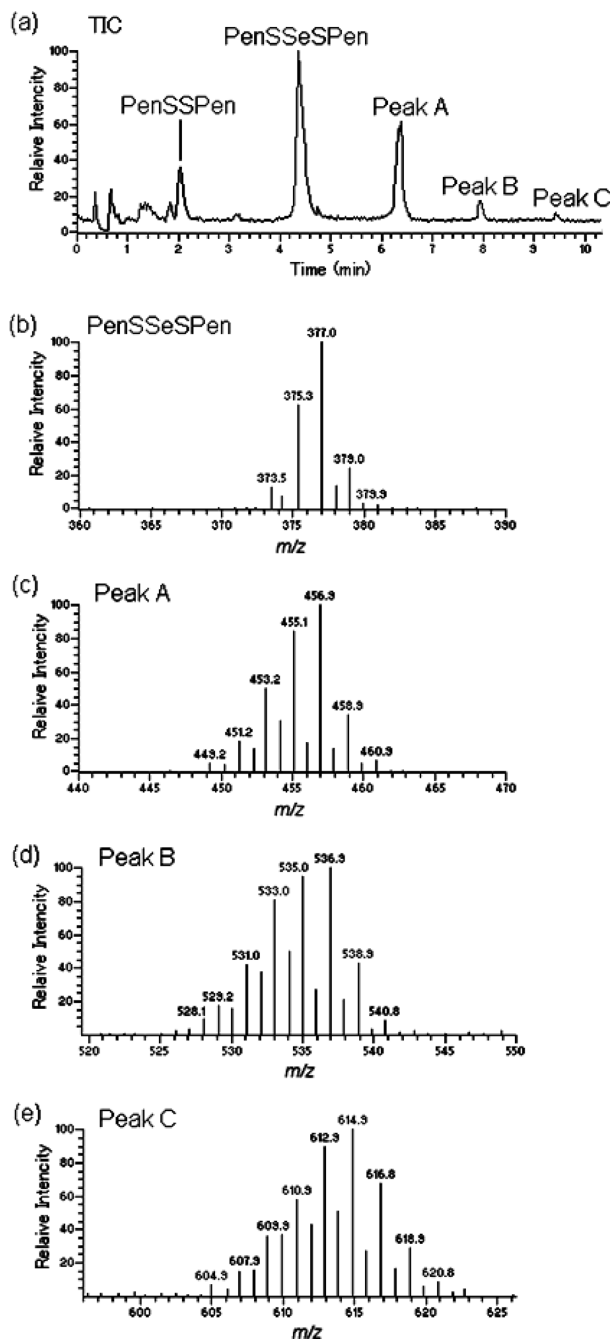 (a) TIC
PenSSeSPen
PenSSPen
Peak A
Peak B
Peak C
Relaive Intencity
100
80
60
40
20
0
0 1 2 3 4 5 6 7 8 9 10
Time (min)
(b) PenSSeSPen
Relaive Intencity
100
80
60
40
20
0
373.5
375.3
377.0
379.0
379.9
360 365 370 375 380 385 390
m/z
(c) Peak A
Relaive Intencity
100
80
60
40
20
0
449.2
451.2
453.2
455.1
456.9
458.9
460.9
440 445 450 455 460 465 470
m/z
(d) Peak B
Relaive Intencity
100
80
60
40
20
528.1
529.2
531.0
533.0
535.0
536.9
538.9
540.8
520 525 530 535 540 545 550
m/z
(e) Peak C
Relaive Intencity
100
80
60
40
20
604.9
607.9
609.9
610.9
612.9
614.9
616.8
618.9
620.8
600 605 610 615 620 625
m/z